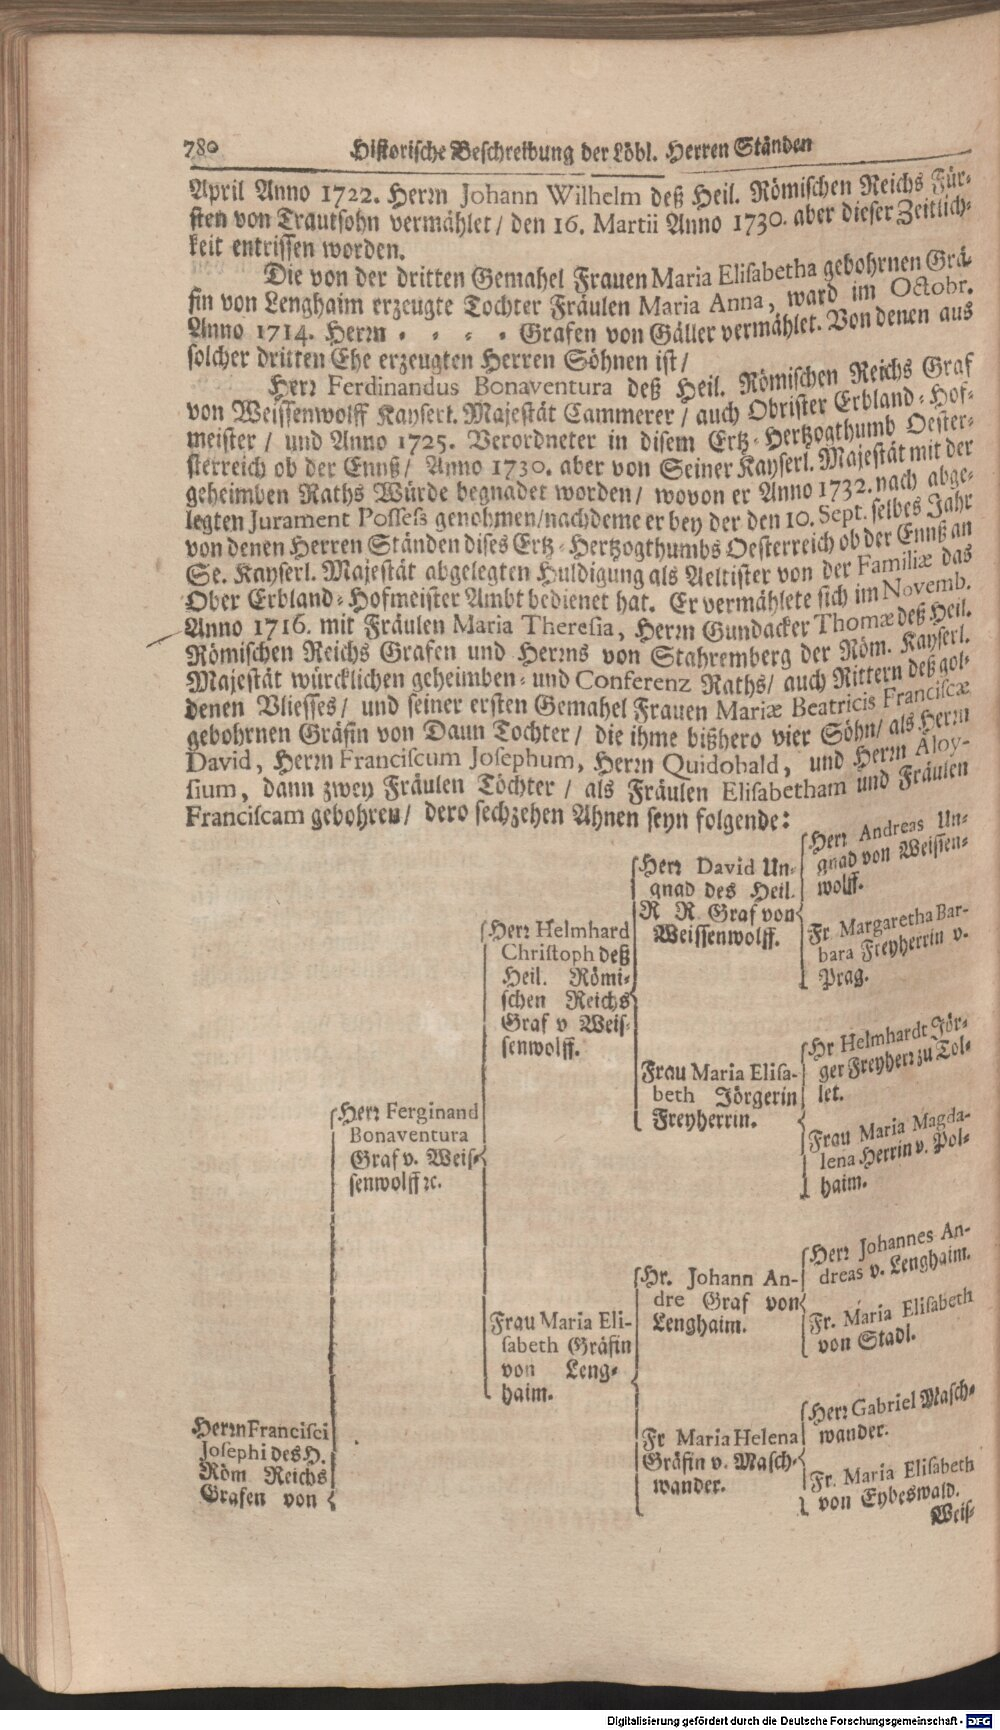 780 Historische Beschreibung der Löbl. Herren Ständen
April Anno 1722. Herrn Johann Wilhelm deß Heil. Römischen Reichs Für-
sten von Trautsohn vermählet / den 16. Martii Anno 1730. aber dieser Zeitlich-
keit entrissen worden.
Die von der dritten Gemahel Frauen Maria Elisabetha gebohrnen Grä-
fin von Lenghaim erzeugte Tochter Fräulen Maria Anna, ward im Octobr.
Anno 1714. Herrn • • • • Grafen von Gäller vermählet. Von denen aus
solcher dritten Ehe erzeugten Herren Söhnen ist /
Herr Ferdinandus Bonaventura deß Heil. Römischen Reichs Graf
von Weissenwolff Kayserl. Majestät Cammerer / auch Obrister Erbland-Hof-
meister / und Anno 1725. Verordneter in disem Ertz-Hertzogthumb Oester-
sterreich ob der Ennß / Anno 1730. aber von Seiner Kayserl. Majestät mit der
geheimben Raths Würde begnadet worden / wovon er Anno 1732. nach abge-
legten Jurament Possess genohmen / nachdeme er bey der den 10. Sept. selbes Jahr
von denen Herren Ständen dises Ertz-Hertzogthumbs Oesterreich ob der Ennß an
Se. Kayserl. Majestät abgelegten Huldigung als Aeltister von der Familiæ das
Ober Erbland-Hofmeister Ambt bedienet hat. Er vermählete sich im Novemb.
Anno 1716. mit Fräulen Maria Theresia, Herrn Gundacker Thomæ deß Heil.
Römischen Reichs Grafen und Herrns von Stahremberg der Röm. Kayserl.
Majestät würcklichen geheimben- und Conferenz Raths / auch Rittern deß gol-
denen Vliesses / und seiner ersten Gemahel Frauen Mariæ Beatricis Franciscæ
gebohrnen Gräfin von Daun Tochter / die ihme bißhero vier Söhn / als Herrn
David, Herrn Franciscum Josephum, Herrn Quidobald, und Herrn Aloy-
sium, dann zwey Fräulen Töchter / als Fräulen Elisabetham und Fräulen
Franciscam gebohren / dero sechzehen Ahnen seyn folgende:
Herrn Francisci
Josephi des H.
Röm Reichs
Grafen von
Herr Ferginand
Bonaventura
Graf v. Weis-
senwolff ꝛc.
Herr Helmhard
Christoph deß
Heil. Römi-
schen Reichs
Graf v Weis-
senwolff.
Herr David Un-
gnad des Heil.
R R Graf von
Weissenwolff.
Herr Andreas Un-
gnad von Weissen-
wolff.
Fr Margaretha Bar-
bara Freyherrin v.
Prag.
Frau Maria Elisa-
beth Jörgerin
Freyherrin.
Hr Helmhardt Jör-
ger Freyherr zu Tol-
let.
Frau Maria Magda-
lena Herrin v. Pol-
haim.
Frau Maria Eli-
sabeth Gräfin
von Leng-
haim.
Hr. Johann An-
dre Graf von
Lenghaim.
Herr Johannes An-
dreas v. Lenghaim.
Fr. Maria Elisabeth
von Stadl.
Fr Maria Helena
Gräfin v. Masch-
wander.
Herr Gabriel Masch-
wander.
Fr. Maria Elisabeth
von Eybeswald.
Weis-
Digitalisierung gefördert durch die Deutsche Forschungsgemeinschaft - DFG